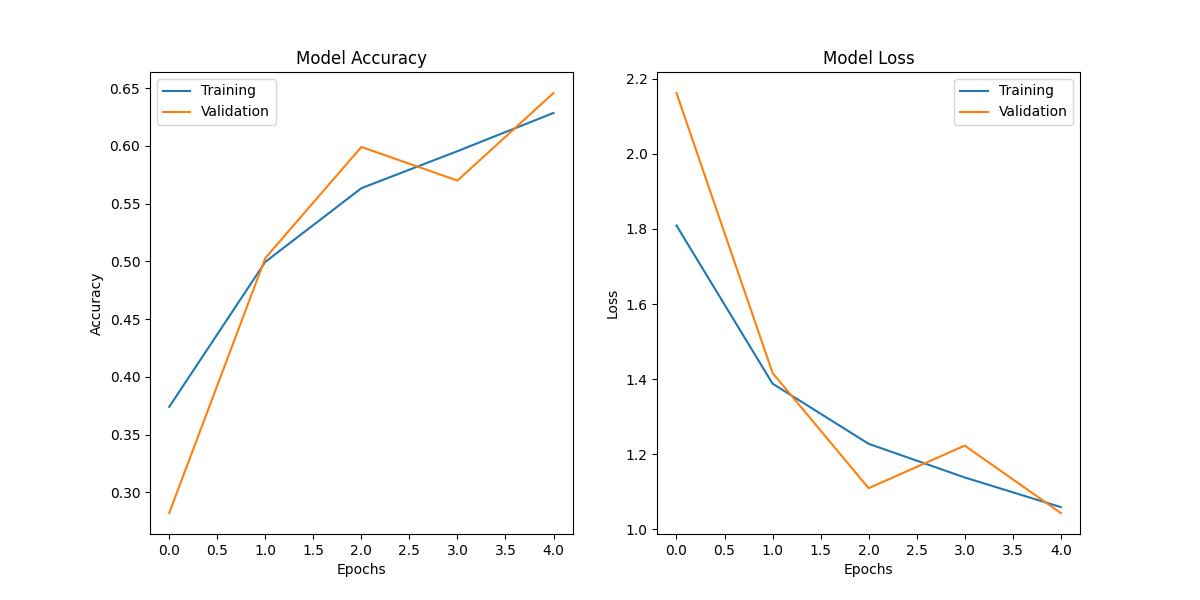 Model Accuracy
Training
Validation
0.65
0.60
0.55
0.50
0.45
0.40
0.35
0.30
Accuracy
0.0 0.5 1.0 1.5 2.0 2.5 3.0 3.5 4.0
Epochs
Model Loss
Training
Validation
2.2
2.0
1.8
1.6
1.4
1.2
1.0
Loss
0.0 0.5 1.0 1.5 2.0 2.5 3.0 3.5 4.0
Epochs